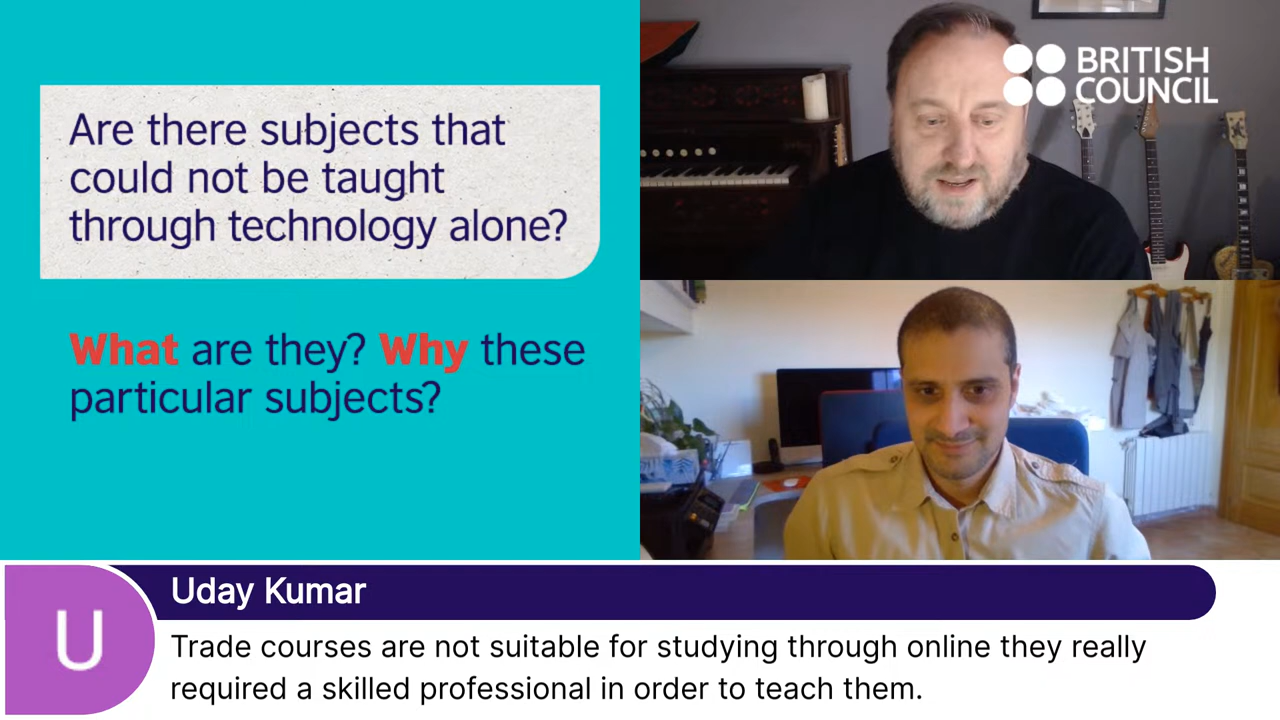 Are there subjects that
could not be taught
through technology alone?
What are they? Why these
particular subjects?
BRITISH
COUNCIL
U
Uday Kumar
Trade courses are not suitable for studying through online they really
required a skilled professional in order to teach them.